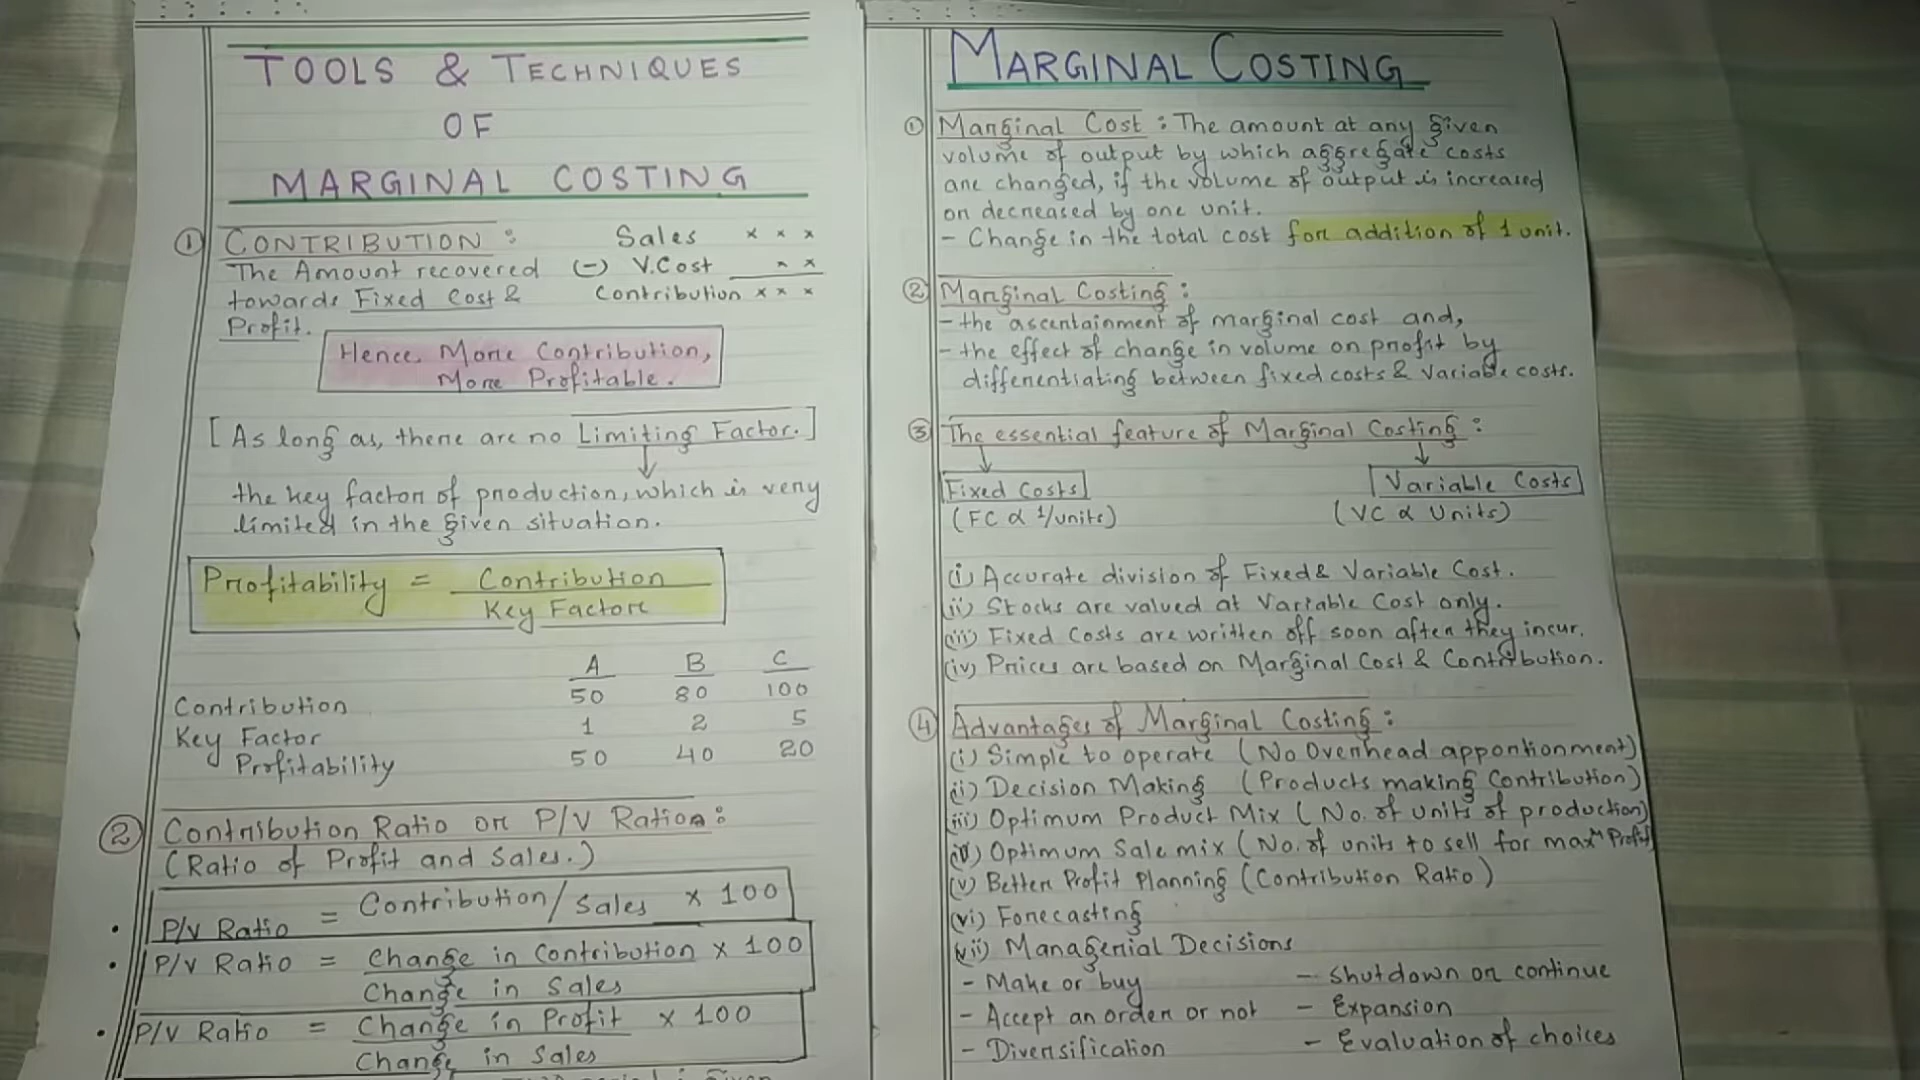 TOOLS & TECHNIQUES
OF
MARGINAL COSTING
① CONTRIBUTION :
The Amount recovered
towards Fixed Cost &
Profit.
Sales x x x
(-) V.Cost x x
Contribution x x x
Hence, More Contribution,
More Profitable.
[As long as, there are no Limiting Factor.]
the key factor of production, which is very
limited in the given situation.
Profitability = Contribution
Key Factor
A B C
Contribution 50 80 100
Key Factor 1 2 5
Profitability 50 40 20
② Contribution Ratio or P/V Ratio :
(Ratio of Profit and Sales.)
P/V Ratio = Contribution/Sales x 100
P/V Ratio = Change in Contribution x 100
Change in Sales
P/V Ratio = Change in Profit x 100
Change in Sales
MARGINAL COSTING
① Marginal Cost : The amount at any given
volume of output by which aggregate costs
are changed, if the volume of output is increased
or decreased by one unit.
- Change in the total cost for addition of 1 unit.
② Marginal Costing :
- the ascertainment of marginal cost and,
- the effect of change in volume on profit by
differentiating between fixed costs & Variable costs.
③ The essential feature of Marginal Costing :
Fixed Costs Variable Costs
(FC ∝ 1/units) (VC ∝ Units)
(i) Accurate division of Fixed & Variable Cost.
(ii) Stocks are valued at Variable Cost only.
(iii) Fixed Costs are written off soon after they incur.
(iv) Prices are based on Marginal Cost & Contribution.
④ Advantages of Marginal Costing :
(i) Simple to operate (No Overhead apportionment)
(ii) Decision Making (Products making Contribution)
(iii) Optimum Product Mix (No. of units of production)
(iv) Optimum Sale mix (No. of units to sell for maxᵐ Profit)
(v) Better Profit Planning (Contribution Ratio)
(vi) Forecasting
(vii) Managerial Decisions
- Make or buy - Shutdown or continue
- Accept an order or not - Expansion
- Diversification - Evaluation of choices